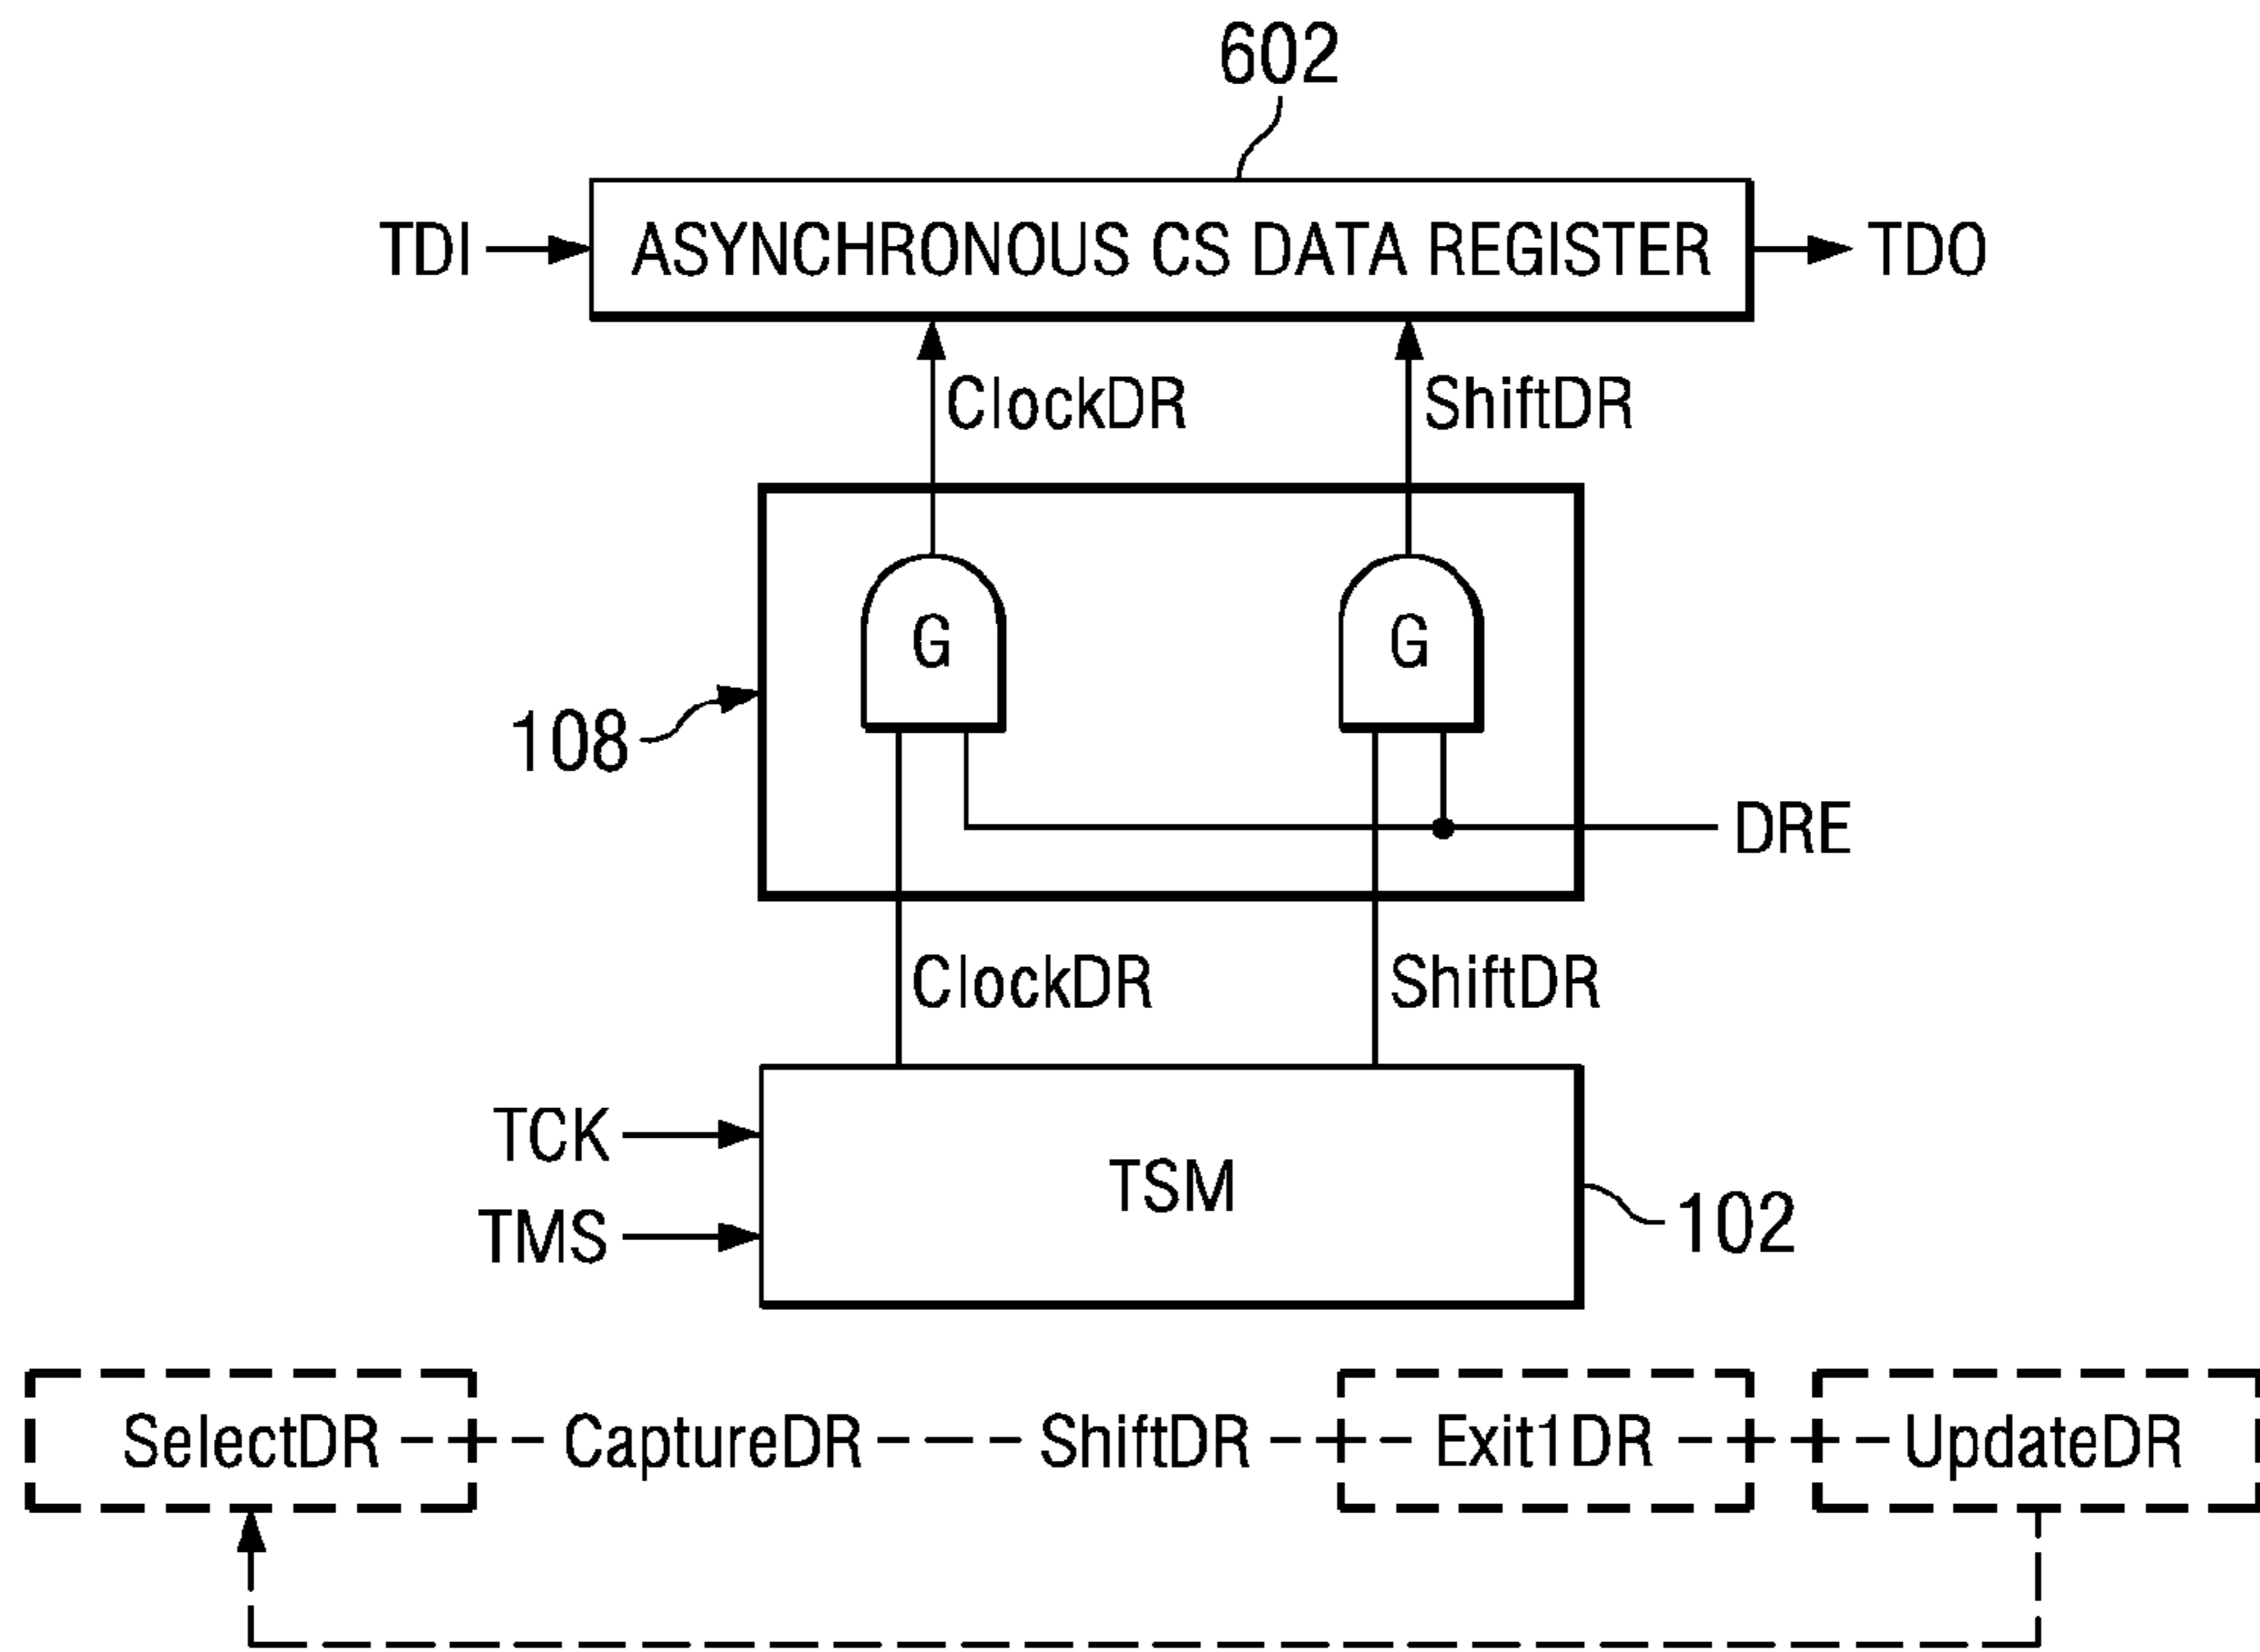 602
TDI ASYNCHRONOUS CS DATA REGISTER TDO
ClockDR ShiftDR
G G
108
DRE
ClockDR ShiftDR
TCK
TSM
TMS
102
SelectDR CaptureDR ShiftDR Exit1DR UpdateDR